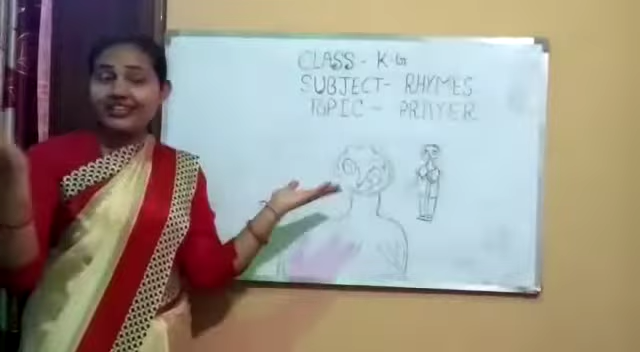 CLASS - K-G
SUBJECT- RHYMES
TOPIC - PRAYER